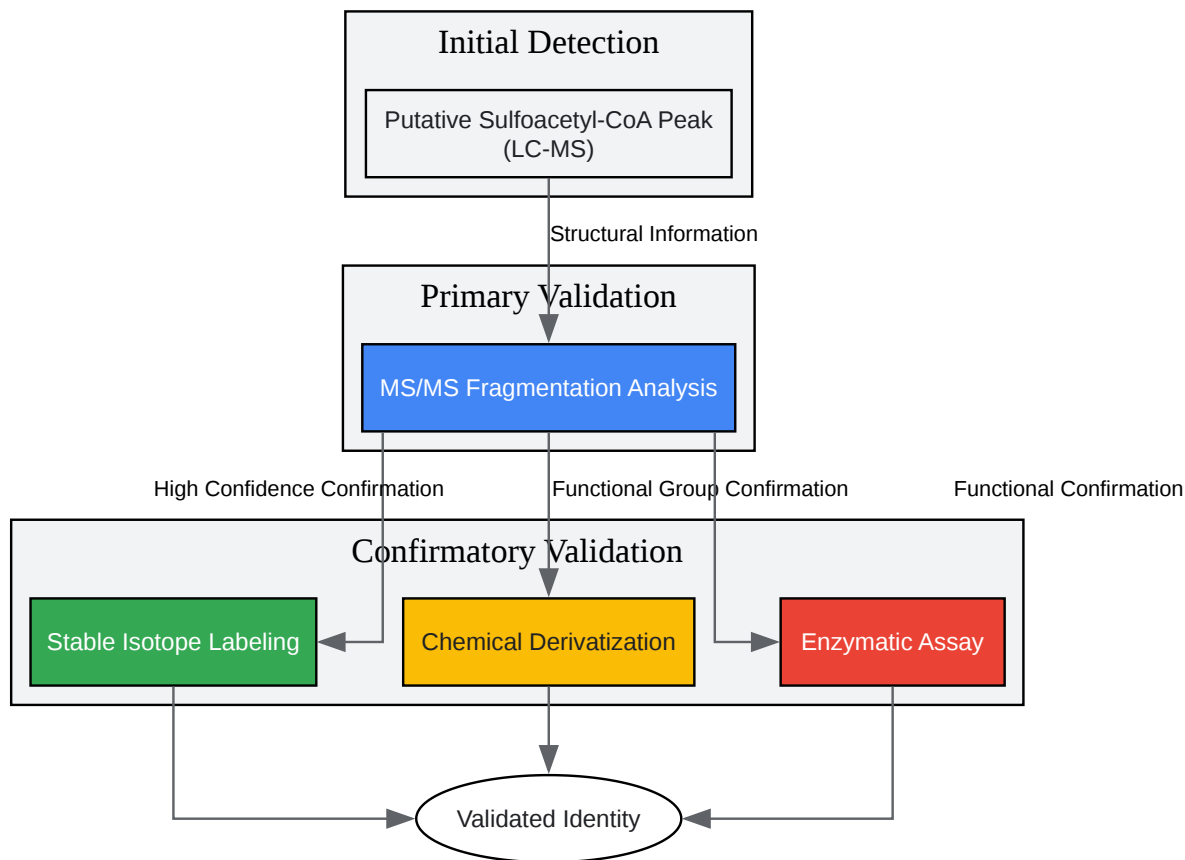 Initial Detection
Putative Sulfoacetyl-CoA Peak
(LC-MS)
Structural Information
Primary Validation
MS/MS Fragmentation Analysis
High Confidence Confirmation
Functional Group Confirmation
Functional Confirmation
Confirmatory Validation
Stable Isotope Labeling
Chemical Derivatization
Enzymatic Assay
Validated Identity